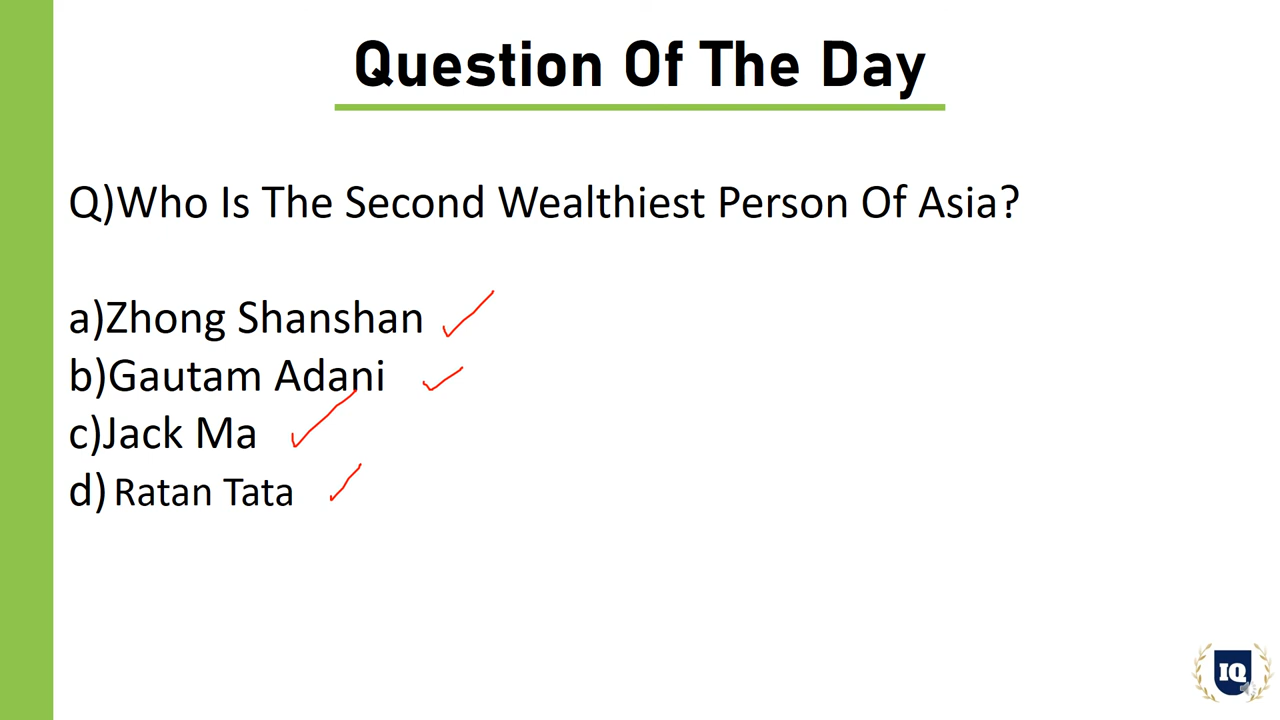 Question Of The Day
Q)Who Is The Second Wealthiest Person Of Asia?
a)Zhong Shanshan
b)Gautam Adani
c)Jack Ma
d) Ratan Tata
IQ